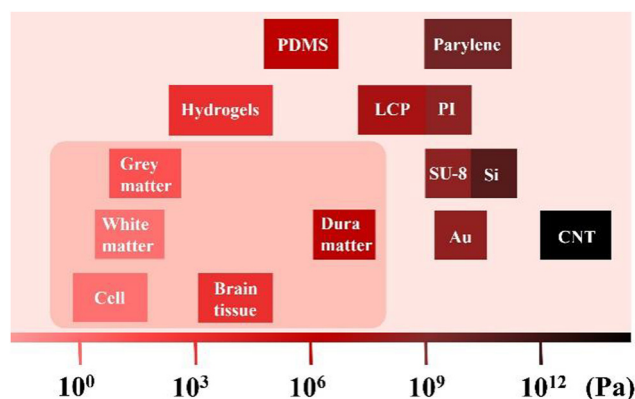 PDMS
Parylene
Hydrogels
LCP
PI
Grey
matter
SU-8
Si
White
matter
Dura
matter
Au
CNT
Cell
Brain
tissue
10⁰
10³
10⁶
10⁹
10¹²
(Pa)